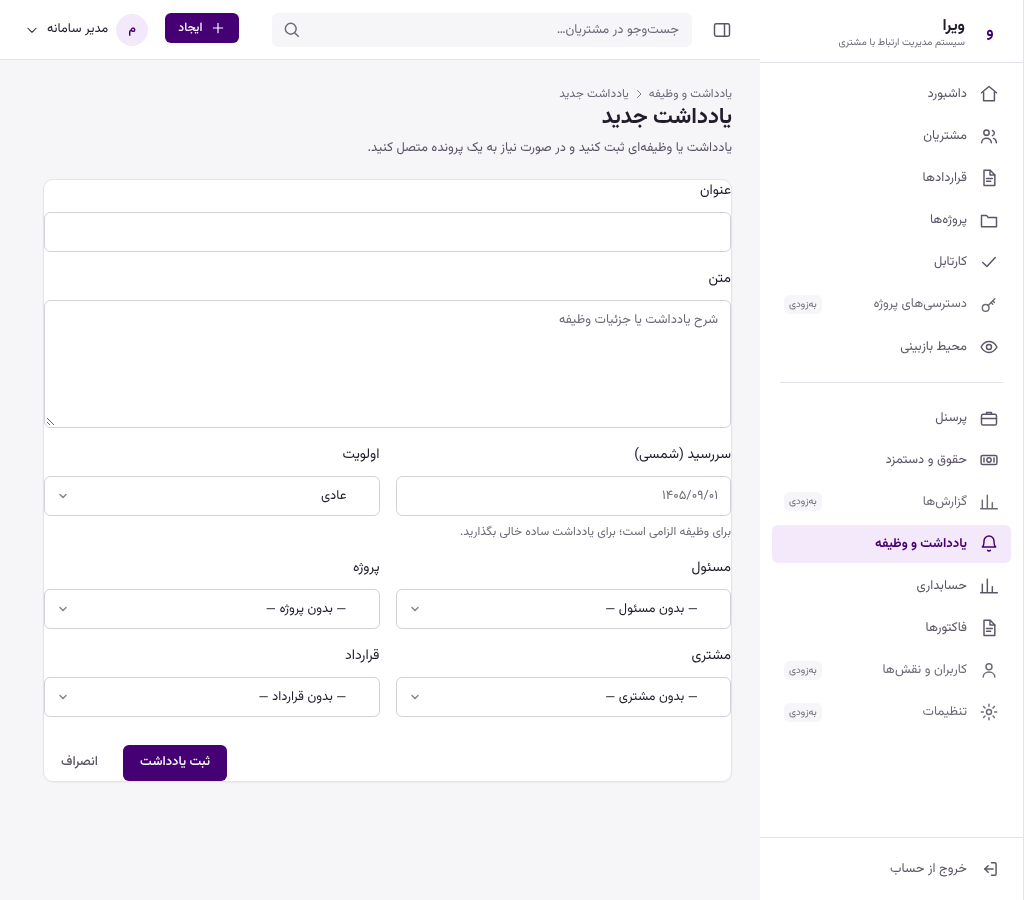 و
ویرا
سیستم مدیریت ارتباط با مشتری
داشبورد
مشتریان
قراردادها
پروژه‌ها
کارتابل
دسترسی‌های پروژه
به‌زودی
محیط بازبینی
پرسنل
حقوق و دستمزد
گزارش‌ها
به‌زودی
یادداشت و وظیفه
حسابداری
فاکتورها
کاربران و نقش‌ها
به‌زودی
تنظیمات
به‌زودی
خروج از حساب
جست‌وجو در مشتریان...
ایجاد
م
مدیر سامانه
یادداشت و وظیفه
یادداشت جدید
یادداشت جدید
یادداشت یا وظیفه‌ای ثبت کنید و در صورت نیاز به یک پرونده متصل کنید.
عنوان
متن
شرح یادداشت یا جزئیات وظیفه
سررسید (شمسی)
اولویت
۱۴۰۵/۰۹/۰۱
عادی
برای وظیفه الزامی است؛ برای یادداشت ساده خالی بگذارید.
مسئول
پروژه
— بدون مسئول —
— بدون پروژه —
مشتری
قرارداد
— بدون مشتری —
— بدون قرارداد —
ثبت یادداشت
انصراف